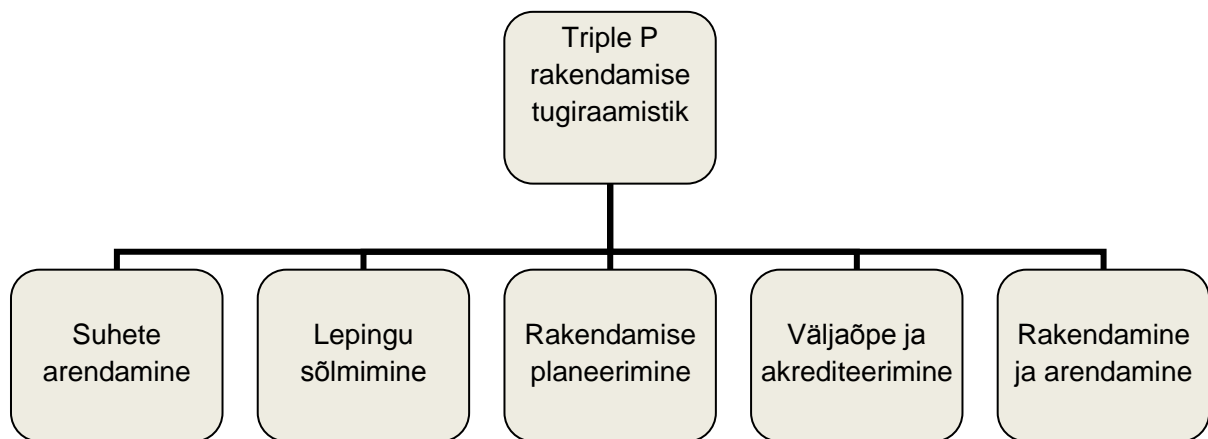 Triple P
rakendamise
tugiraamistik
Suhete
arendamine
Lepingu
sõlmimine
Rakendamise
planeerimine
Väljaõpe ja
akrediteerimine
Rakendamine
ja arendamine